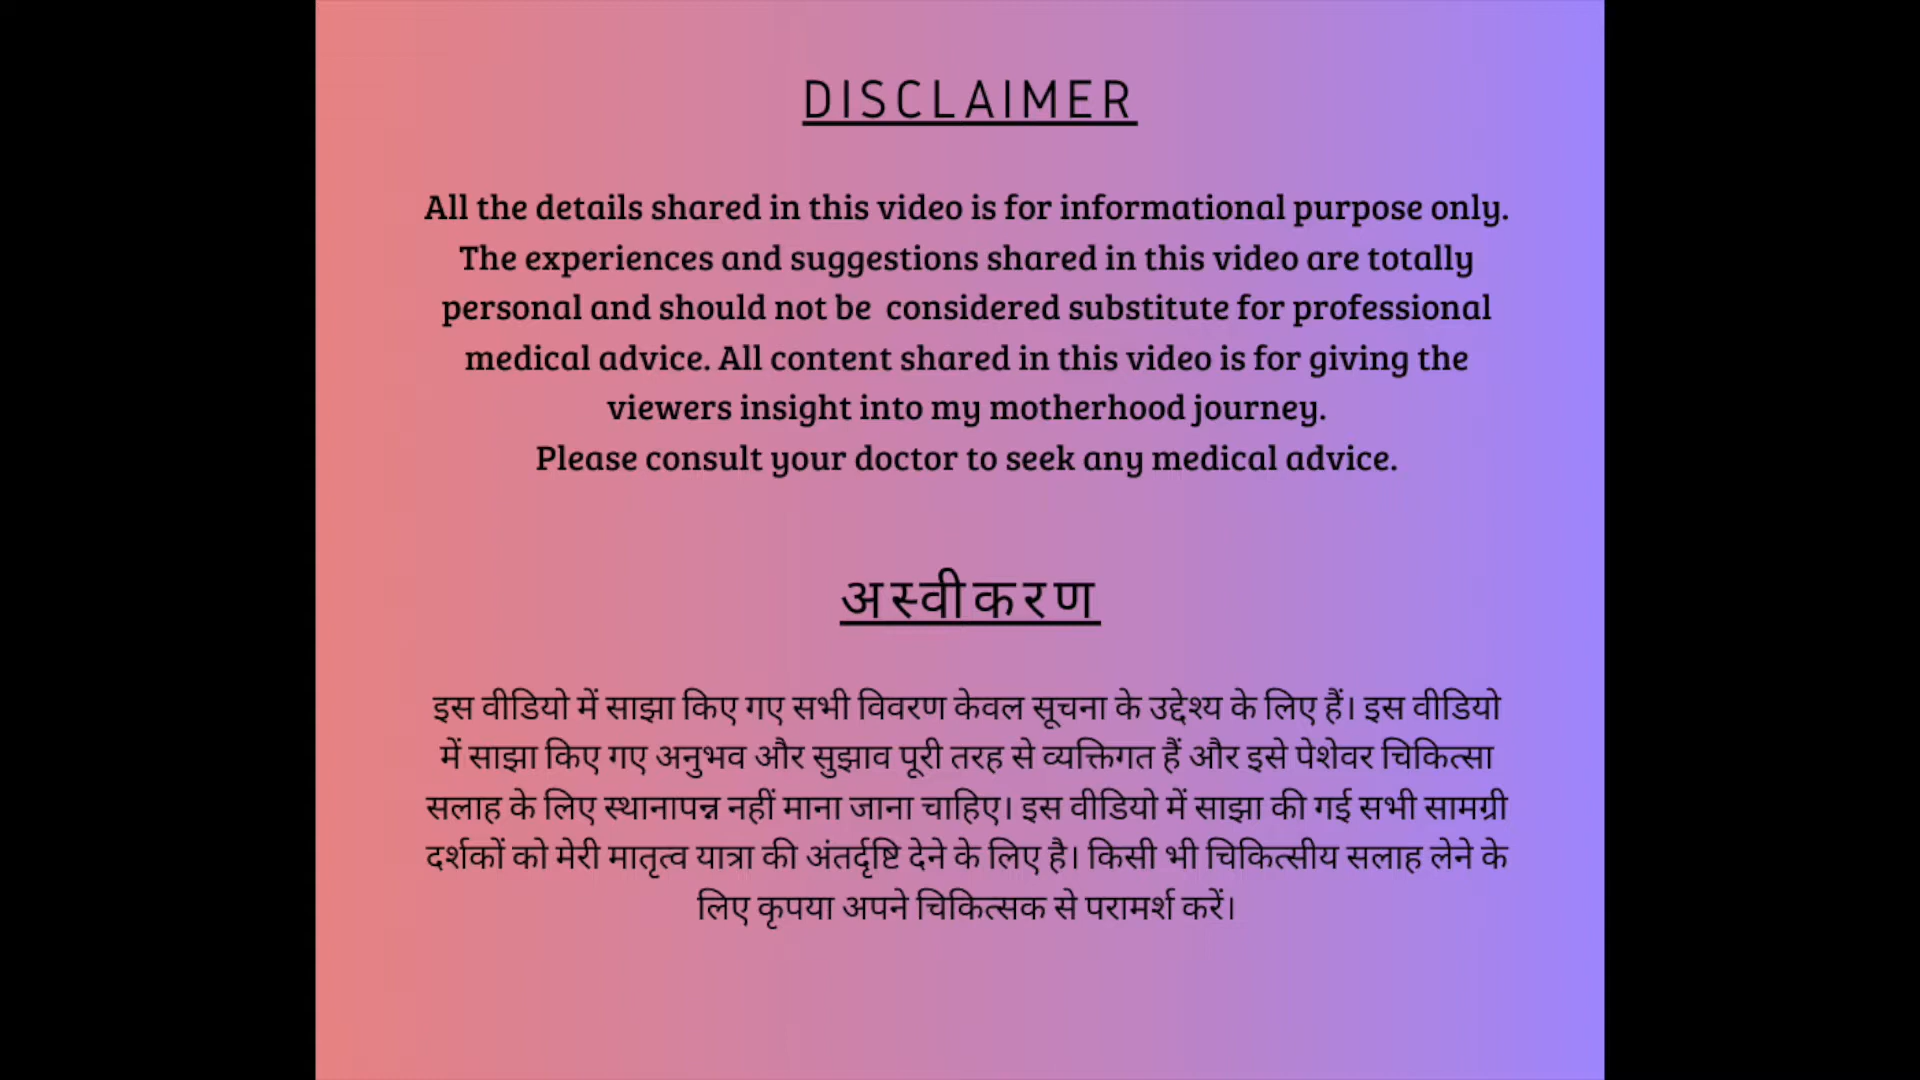 DISCLAIMER
All the details shared in this video is for informational purpose only.
The experiences and suggestions shared in this video are totally
personal and should not be considered substitute for professional
medical advice. All content shared in this video is for giving the
viewers insight into my motherhood journey.
Please consult your doctor to seek any medical advice.
अस्वीकरण
इस वीडियो में साझा किए गए सभी विवरण केवल सूचना के उद्देश्य के लिए हैं। इस वीडियो
में साझा किए गए अनुभव और सुझाव पूरी तरह से व्यक्तिगत हैं और इसे पेशेवर चिकित्सा
सलाह के लिए स्थानापन्न नहीं माना जाना चाहिए। इस वीडियो में साझा की गई सभी सामग्री
दर्शकों को मेरी मातृत्व यात्रा की अंतर्दृष्टि देने के लिए है। किसी भी चिकित्सीय सलाह लेने के
लिए कृपया अपने चिकित्सक से परामर्श करें।